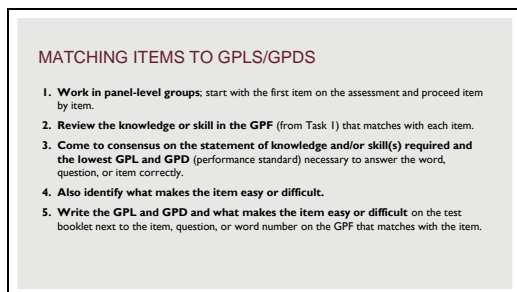 MATCHING ITEMS TO GPLS/GPDS
1. Work in panel-level groups; start with the first item on the assessment and proceed item
by item.
2. Review the knowledge or skill in the GPF (from Task 1) that matches with each item.
3. Come to consensus on the statement of knowledge and/or skill(s) required and
the lowest GPL and GPD (performance standard) necessary to answer the word,
question, or item correctly.
4. Also identify what makes the item easy or difficult.
5. Write the GPL and GPD and what makes the item easy or difficult on the test
booklet next to the item, question, or word number on the GPF that matches with the item.